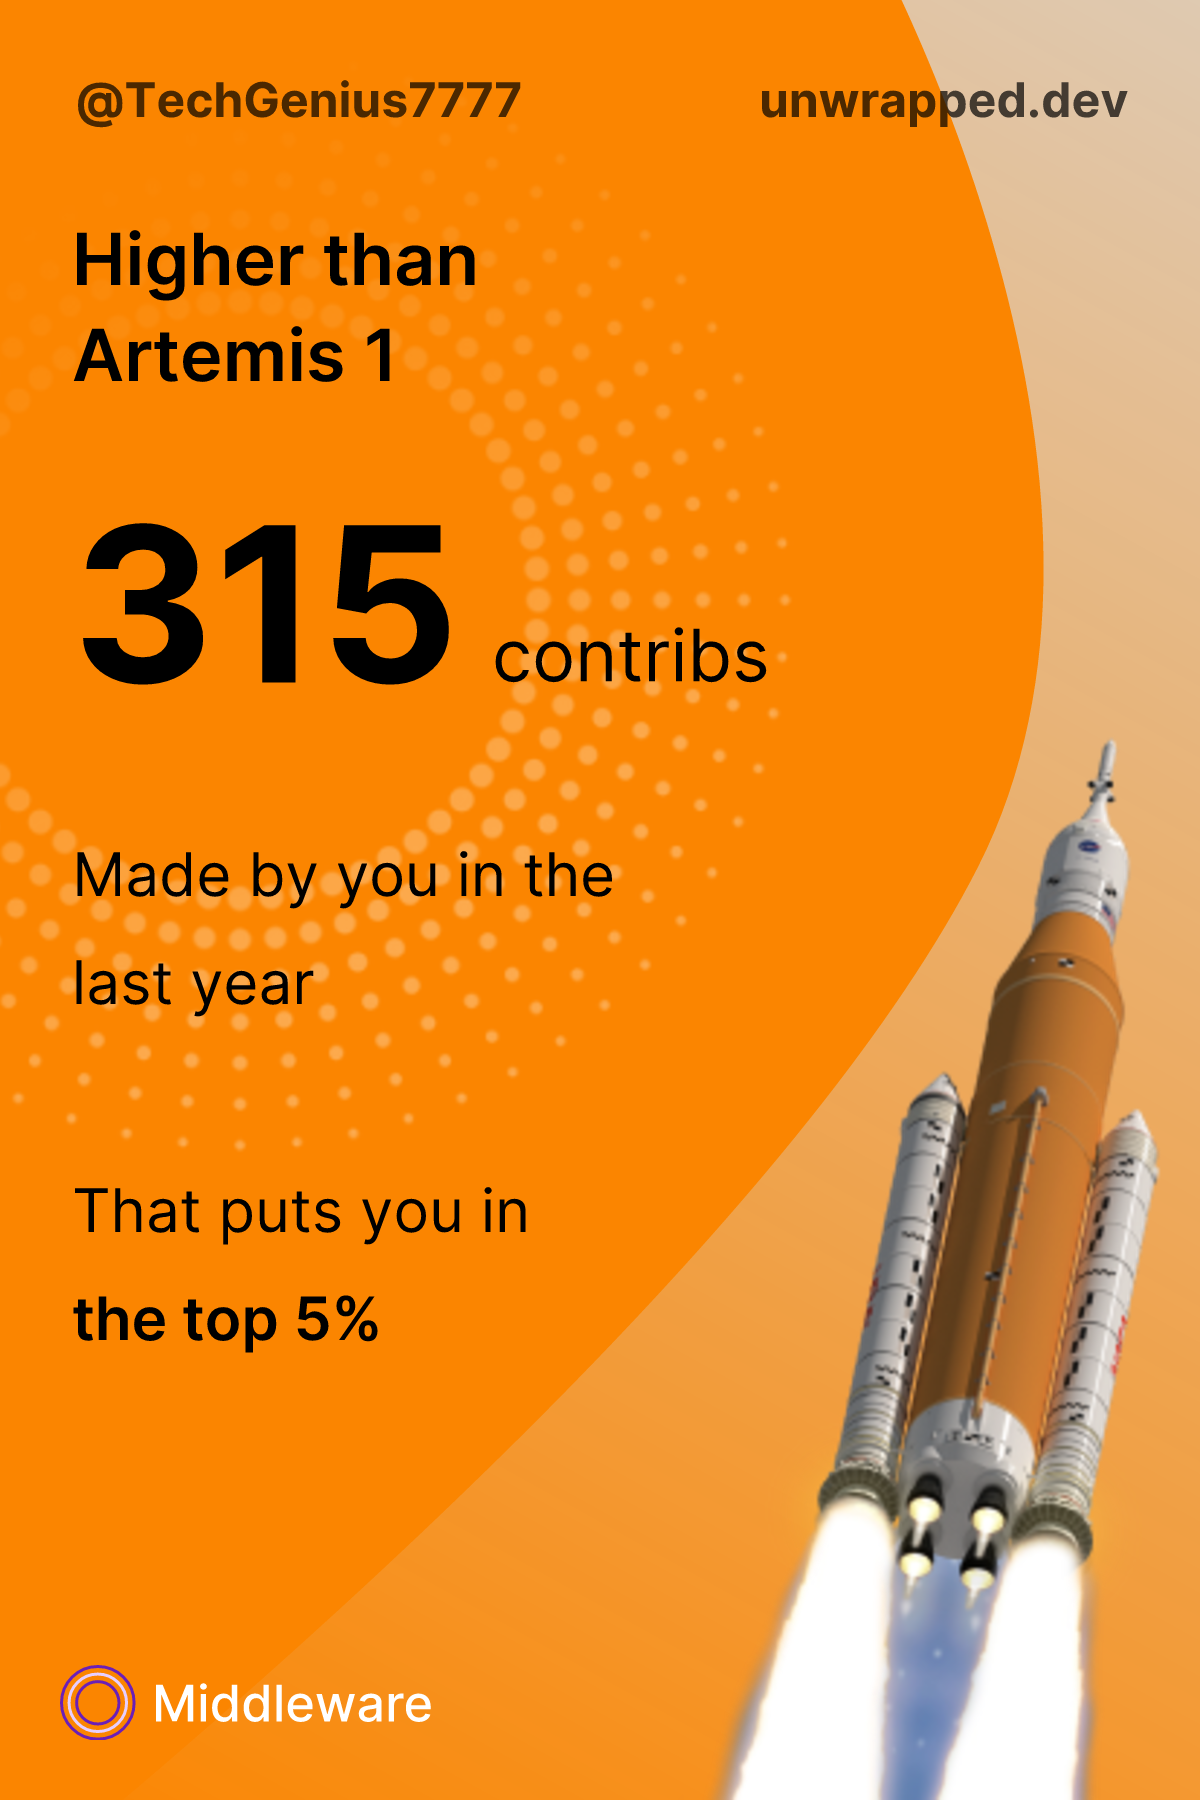 @TechGenius7777
unwrapped.dev
Higher than
Artemis 1
315 contribs
Made by you in the
last year
That puts you in
the top 5%
Middleware